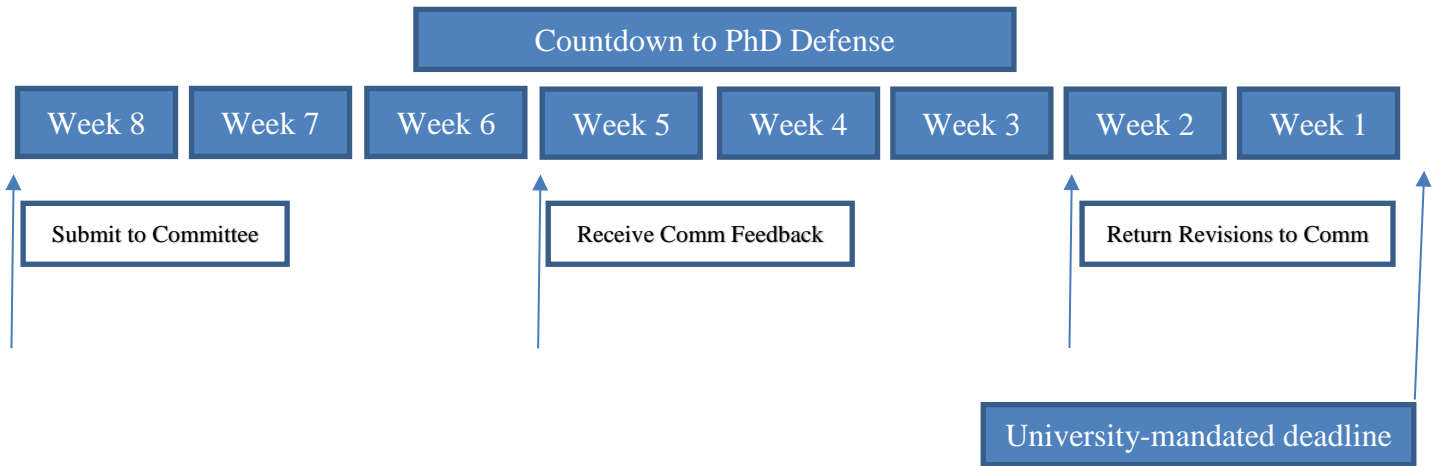 Countdown to PhD Defense
Week 8
Week 7
Week 6
Week 5
Week 4
Week 3
Week 2
Week 1
Submit to Committee
Receive Comm Feedback
Return Revisions to Comm
University-mandated deadline